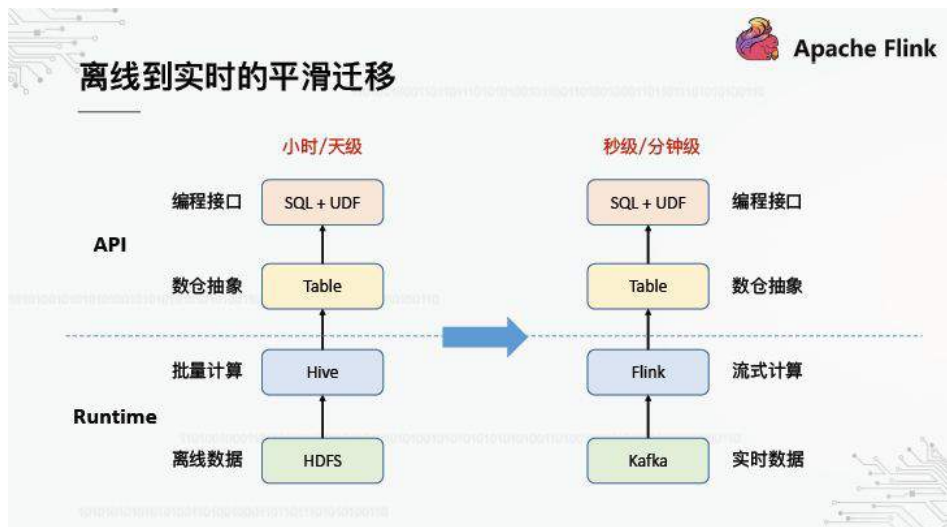 Apache Flink
离线到实时的平滑迁移
小时/天级
秒级/分钟级
编程接口
SQL + UDF
SQL + UDF
编程接口
API
数仓抽象
Table
Table
数仓抽象
批量计算
Hive
Flink
流式计算
Runtime
离线数据
HDFS
Kafka
实时数据